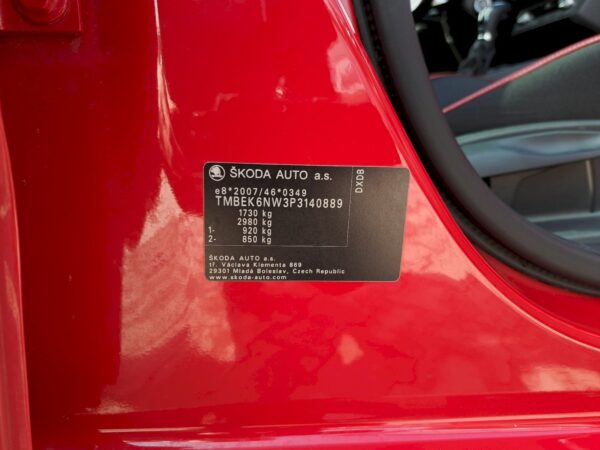 ŠKODA AUTO a.s.
DXDB
e8*2007/46*0349
TMBEK6NW3P3140889
1730 kg
2980 kg
1- 920 kg
2- 850 kg
ŠKODA AUTO a.s.
tř. Václava Klementa 869
29301 Mladá Boleslav, Czech Republic
www.skoda-auto.com